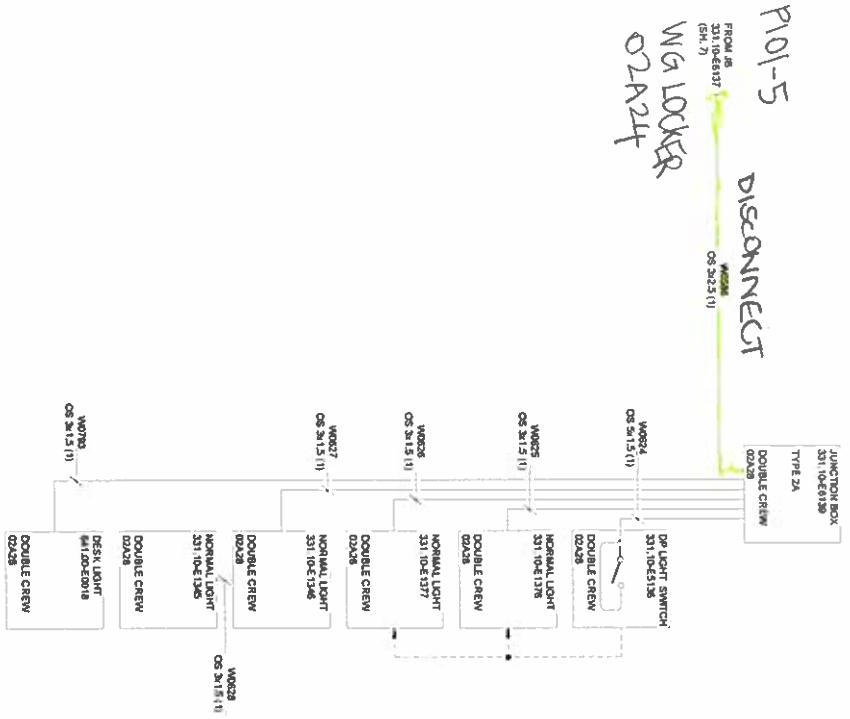 P101-5
FROM JB
331.10-E6137
(SH. 7)
WG LOCKER
02A24
DISCONNECT
OS 3x2.5 (1)
JUNCTION BOX
331.10-E6139
TYPE 2A
DOUBLE CREW
02A28
W0624
OS 5x1.5 (1)
W0625
OS 3x1.5 (1)
W0626
OS 3x1.5 (1)
W0627
OS 3x1.5 (1)
W0793
OS 3x1.5 (1)
DP LIGHT SWITCH
331.10-E5136
DOUBLE CREW
02A28
NORMAL LIGHT
331.10-E1376
DOUBLE CREW
02A28
NORMAL LIGHT
331.10-E1377
DOUBLE CREW
02A28
NORMAL LIGHT
331.10-E1346
DOUBLE CREW
02A28
NORMAL LIGHT
331.10-E1345
DOUBLE CREW
02A28
W0628
OS 3x1.5 (1)
DESK LIGHT
641.00-E0018
DOUBLE CREW
02A28